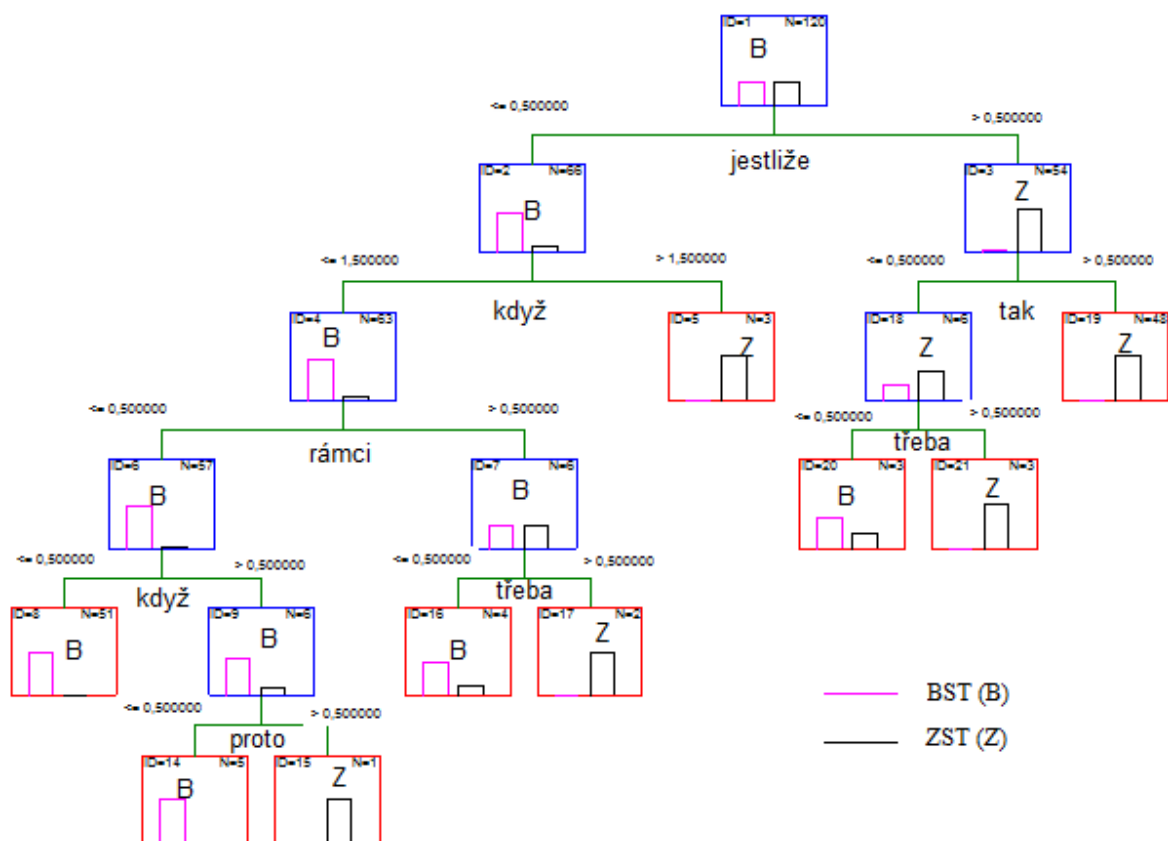 ID=1 N=120
B
<= 0,500000 > 0,500000
jestliže
ID=2 N=66
B
ID=3 N=54
Z
<= 1,500000 > 1,500000
když
<= 0,500000 > 0,500000
tak
ID=4 N=63
B
ID=5 N=3
Z
ID=18 N=6
Z
ID=19 N=48
Z
<= 0,500000 > 0,500000
rámci
<= 0,500000 > 0,500000
třeba
ID=6 N=57
B
ID=7 N=6
B
ID=20 N=3
B
ID=21 N=3
Z
<= 0,500000 > 0,500000
když
<= 0,500000 > 0,500000
třeba
ID=8 N=51
B
ID=9 N=6
B
ID=16 N=4
B
ID=17 N=2
Z
<= 0,500000 > 0,500000
proto
ID=14 N=5
B
ID=15 N=1
Z
BST (B)
ZST (Z)